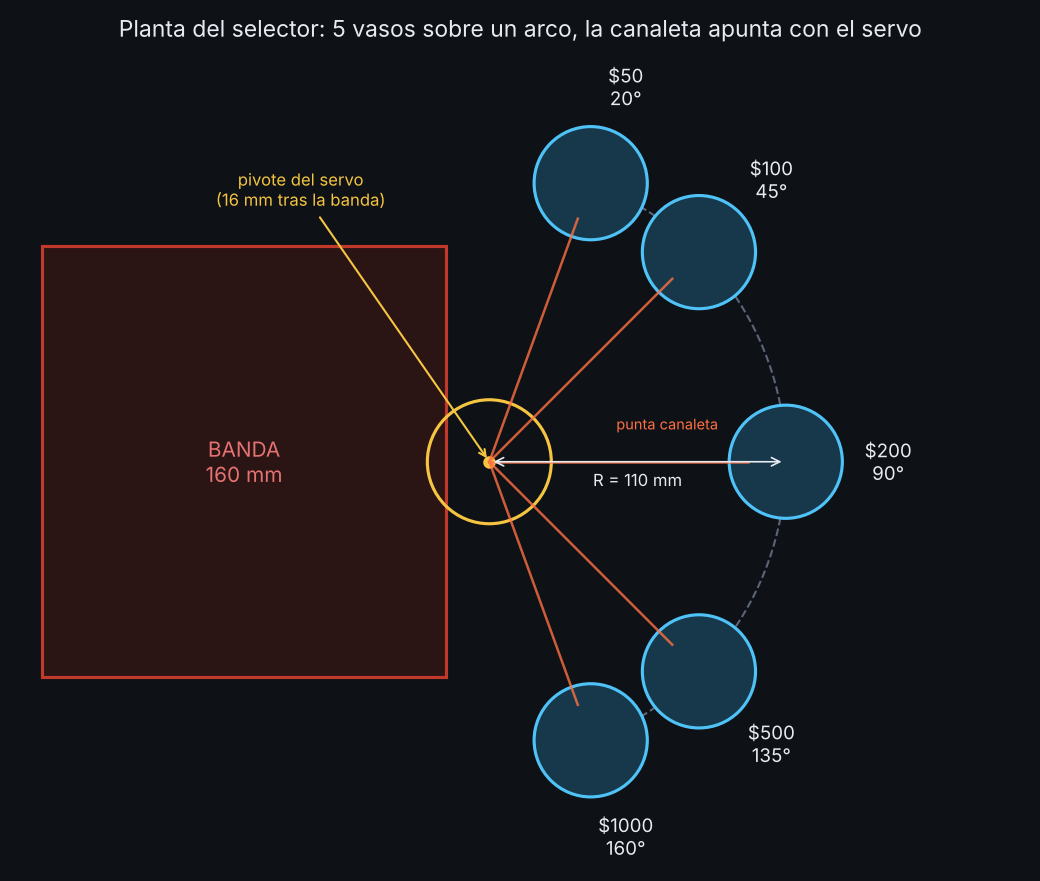 Planta del selector: 5 vasos sobre un arco, la canaleta apunta con el servo
$50
20°
$100
45°
pivote del servo
(16 mm tras la banda)
punta canaleta
BANDA
160 mm
$200
90°
R = 110 mm
$500
135°
$1000
160°